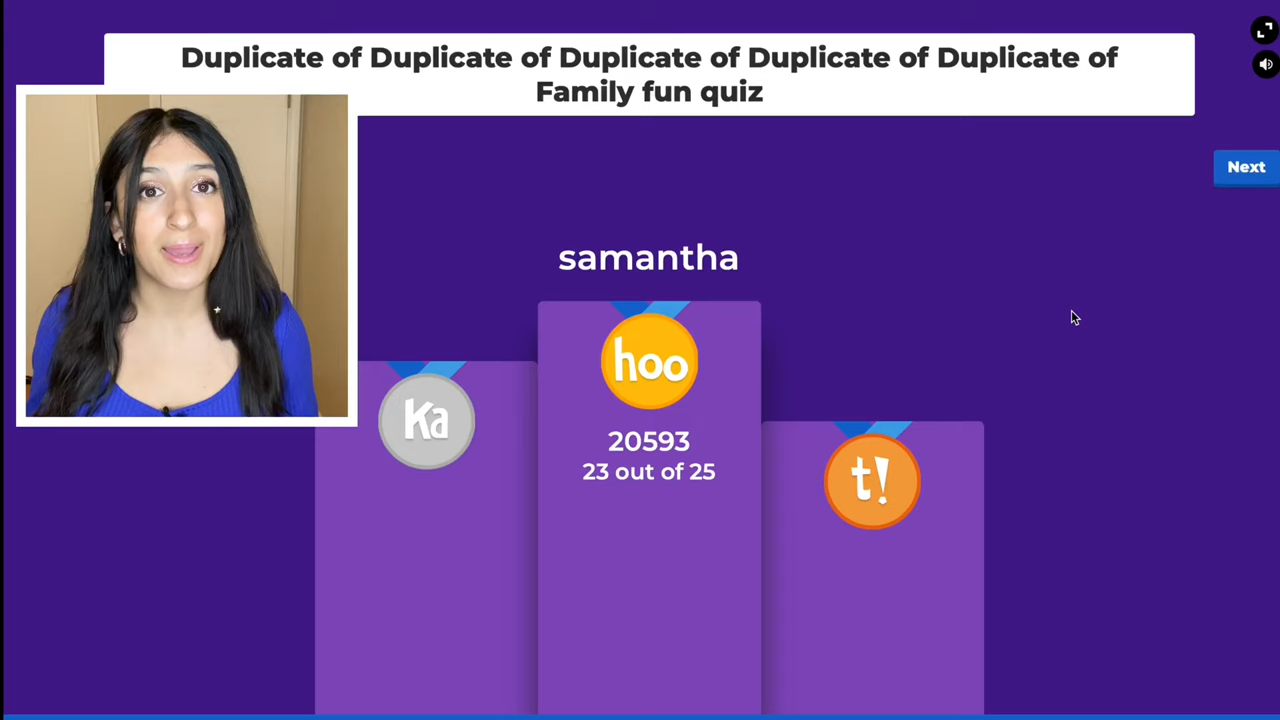 Duplicate of Duplicate of Duplicate of Duplicate of Duplicate of
Family fun quiz
Next
samantha
hoo
Ka
20593
23 out of 25
t!